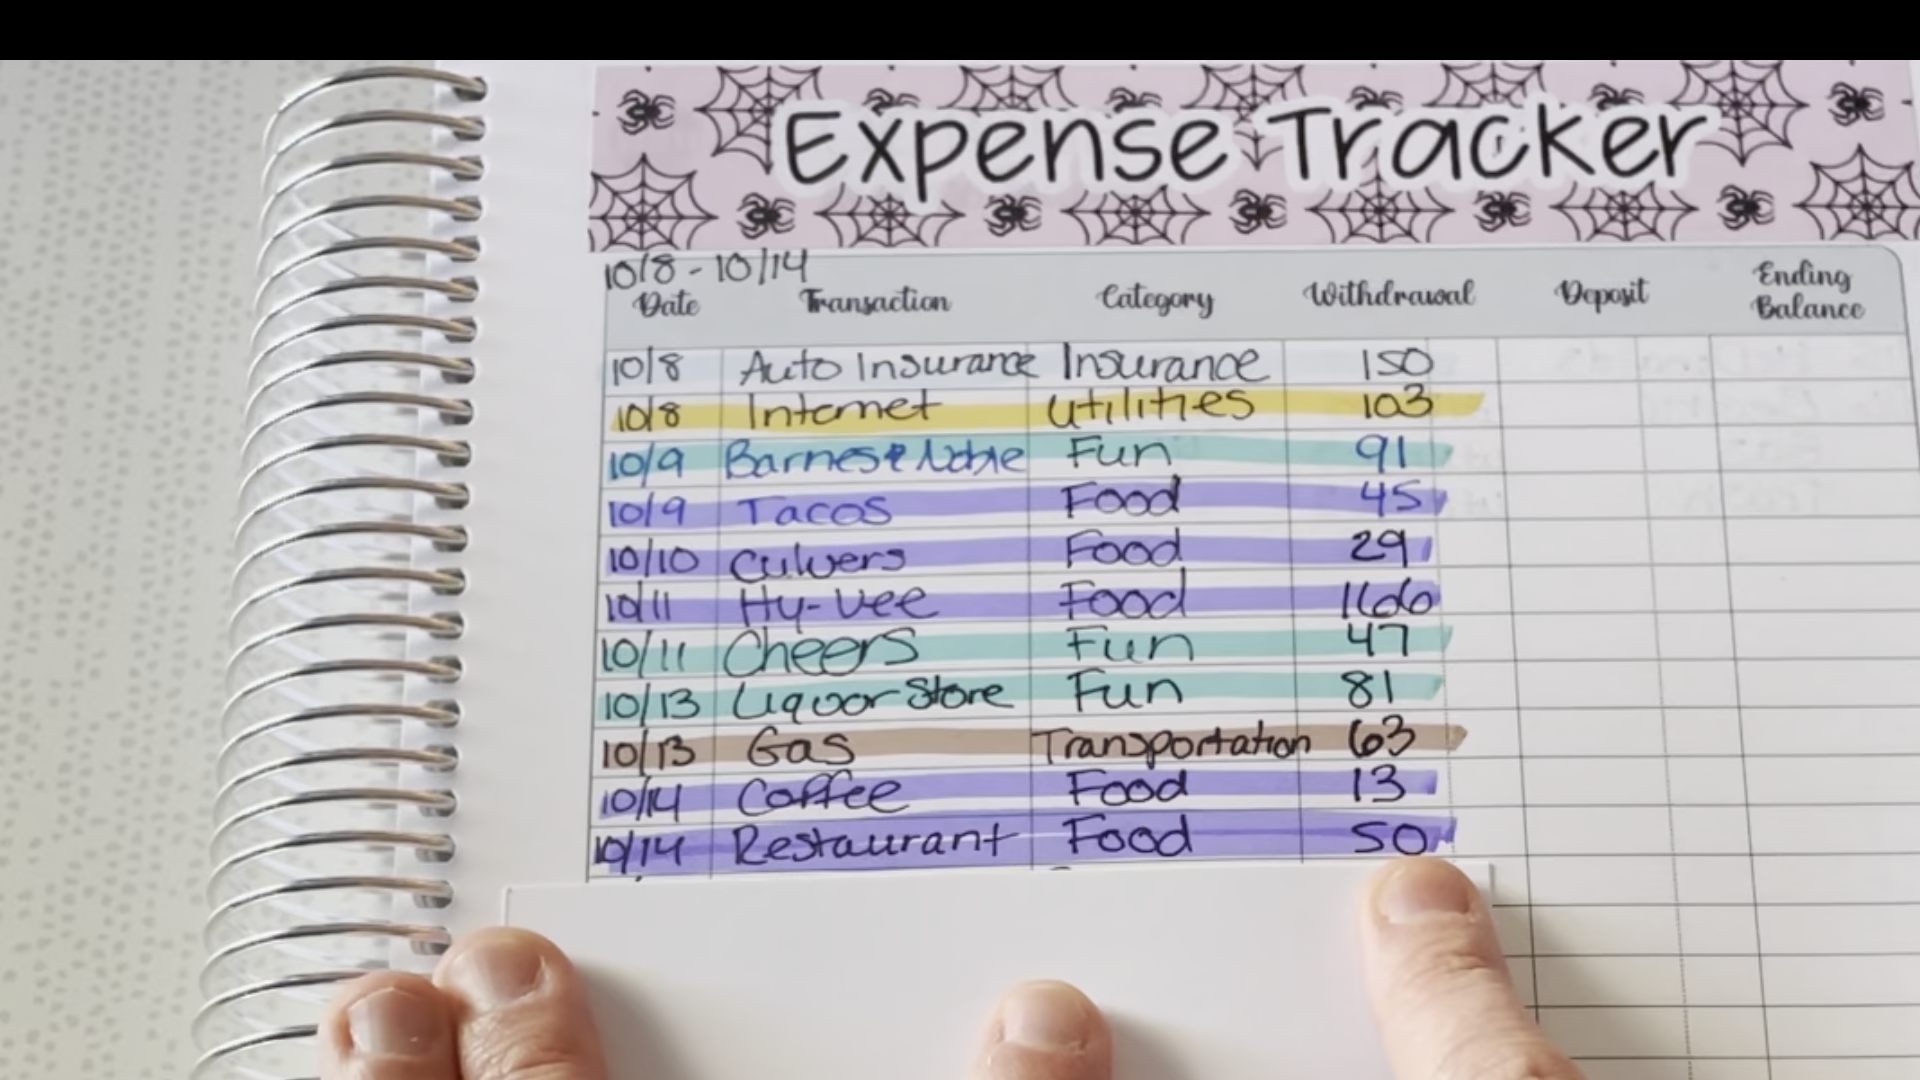 Expense Tracker
10/8 - 10/14
Date Transaction Category Withdrawal Deposit Ending Balance
10/8 Auto Insurance Insurance 150
10/8 Internet Utilities 103
10/9 Barnes & Noble Fun 91
10/9 Tacos Food 45
10/10 Culvers Food 29
10/11 Hy-Vee Food 166
10/11 Cheers Fun 47
10/13 Liquor Store Fun 81
10/13 Gas Transportation 63
10/14 Coffee Food 13
10/14 Restaurant Food 50